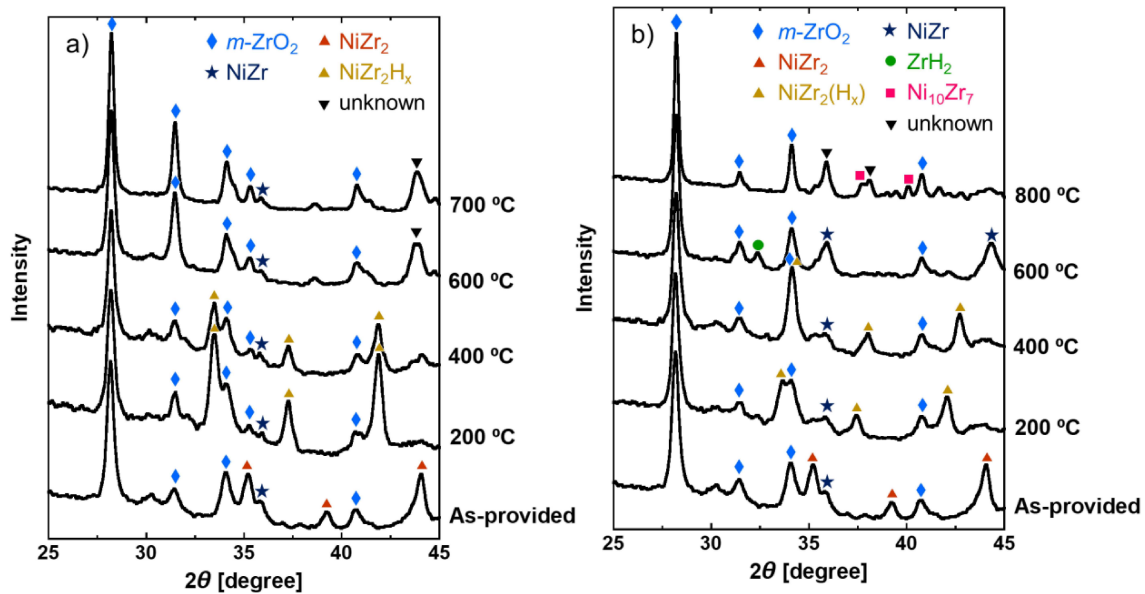 a)
m-ZrO₂
NiZr₂
NiZr
NiZr₂Hₓ
unknown
700 ºC
600 ºC
400 ºC
200 ºC
As-provided
Intensity
25 30 35 40 45
2θ [degree]
b)
m-ZrO₂
NiZr
NiZr₂
ZrH₂
NiZr₂(Hₓ)
Ni₁₀Zr₇
unknown
800 ºC
600 ºC
400 ºC
200 ºC
As-provided
Intensity
25 30 35 40 45
2θ [degree]